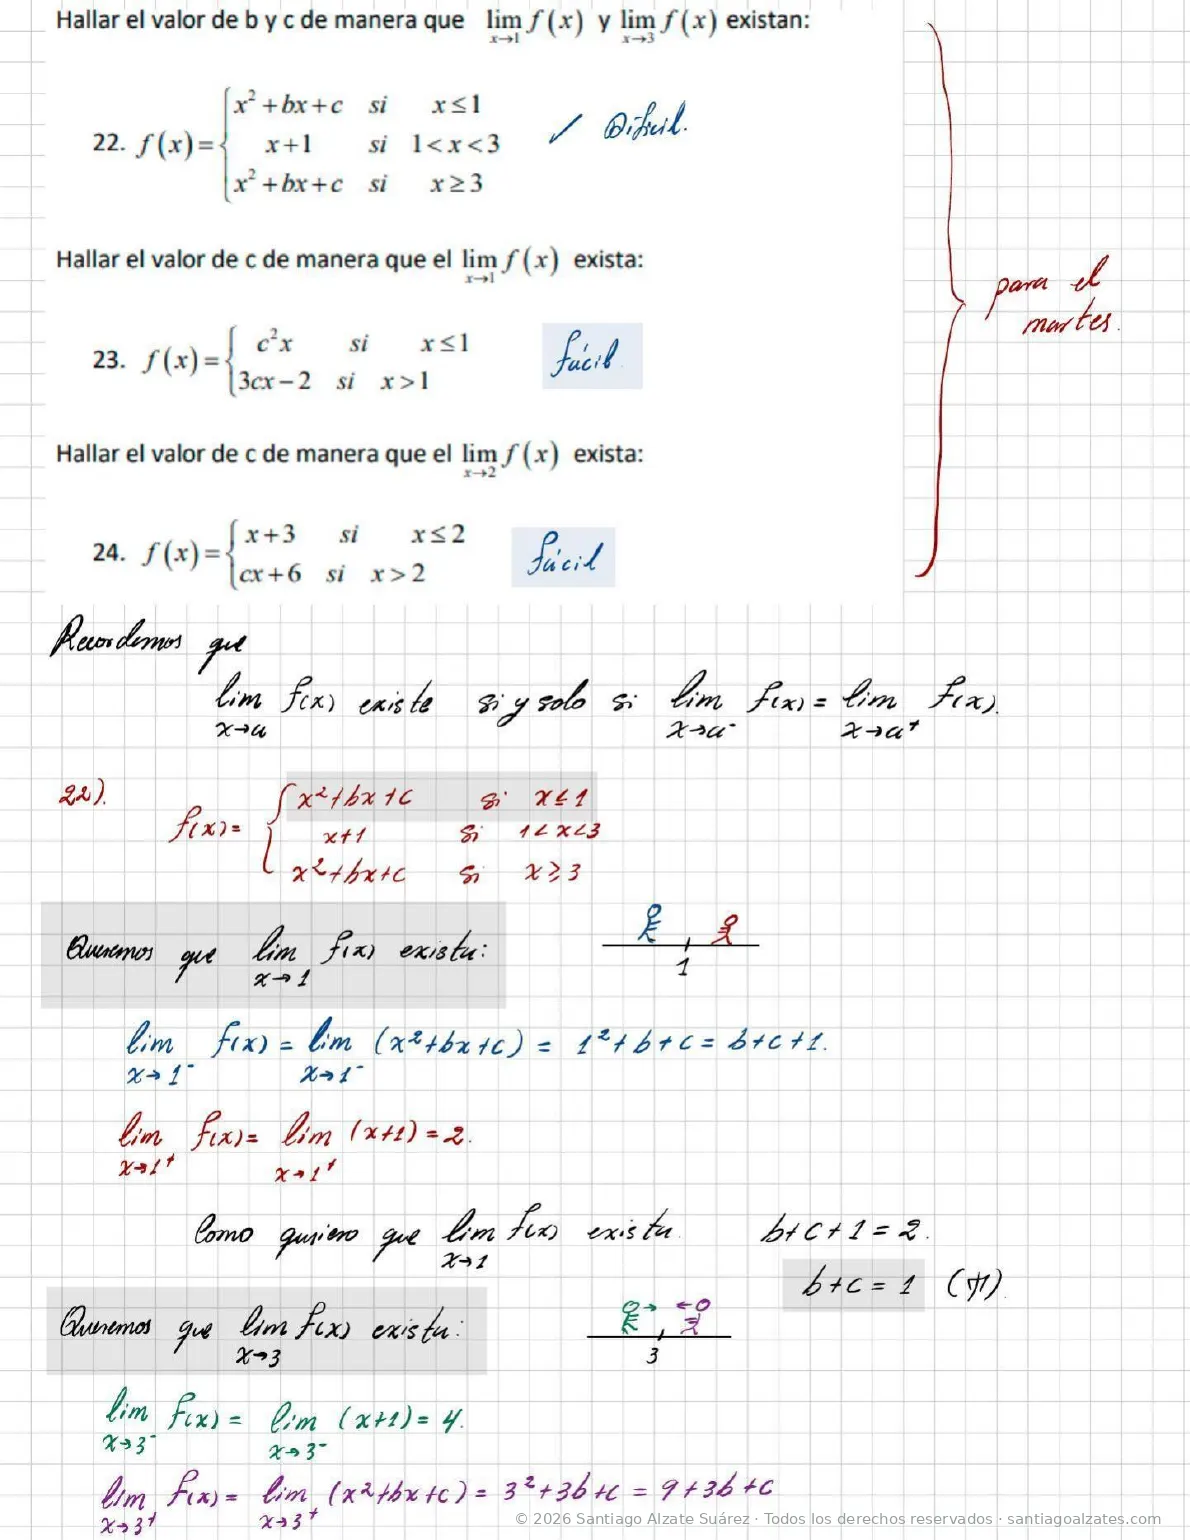 Hallar el valor de b y c de manera que lim x→1 f(x) y lim x→3 f(x) existan:
22. f(x) = { x² + bx + c si x ≤ 1
x + 1 si 1 < x < 3
x² + bx + c si x ≥ 3
✓ Difícil.
Hallar el valor de c de manera que el lim x→1 f(x) exista:
23. f(x) = { c²x si x ≤ 1
3cx − 2 si x > 1
fácil.
para el
martes.
Hallar el valor de c de manera que el lim x→2 f(x) exista:
24. f(x) = { x + 3 si x ≤ 2
cx + 6 si x > 2
fácil
Recordemos que
lim x→a f(x) existe si y solo si lim x→a⁻ f(x) = lim x→a⁺ f(x).
22). f(x) = { x² + bx + c si x ≤ 1
x + 1 si 1 < x < 3
x² + bx + c si x ≥ 3
Queremos que lim x→1 f(x) exista:
1
lim x→1⁻ f(x) = lim x→1⁻ (x² + bx + c) = 1² + b + c = b + c + 1.
lim x→1⁺ f(x) = lim x→1⁺ (x + 1) = 2.
Como quiero que lim x→1 f(x) exista b + c + 1 = 2.
b + c = 1
Queremos que lim x→3 f(x) exista:
3
lim x→3⁻ f(x) = lim x→3⁻ (x + 1) = 4.
lim x→3⁺ f(x) = lim x→3⁺ (x² + bx + c) = 3² + 3b + c = 9 + 3b + c
© 2026 Santiago Alzate Suárez · Todos los derechos reservados · santiagoalzates.com